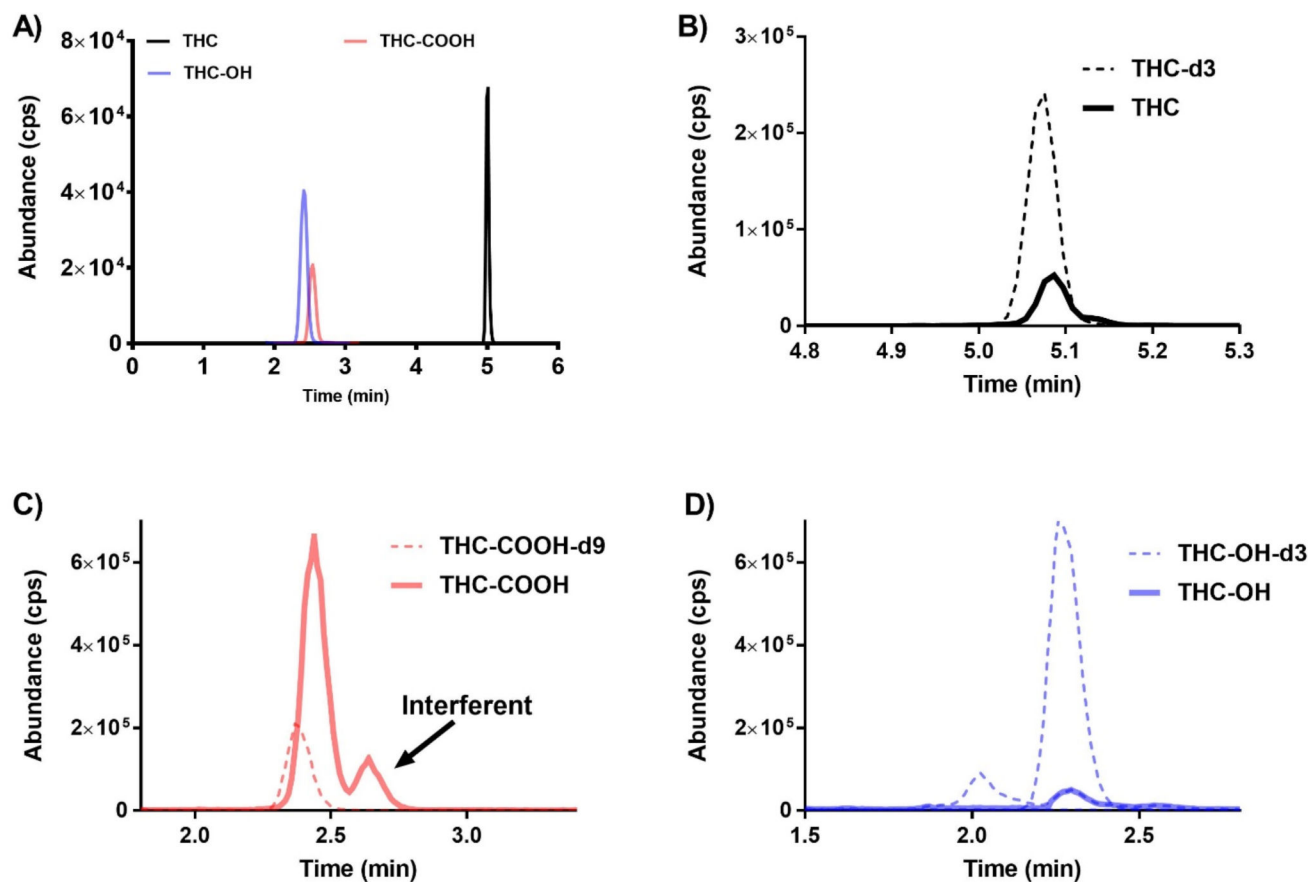 A)
THC
THC-COOH
THC-OH
8×10⁴
6×10⁴
4×10⁴
2×10⁴
0
Abundance (cps)
0 1 2 3 4 5 6
Time (min)
B)
THC-d3
THC
3×10⁵
2×10⁵
1×10⁵
0
Abundance (cps)
4.8 4.9 5.0 5.1 5.2 5.3
Time (min)
C)
THC-COOH-d9
THC-COOH
Interferent
6×10⁵
4×10⁵
2×10⁵
0
Abundance (cps)
2.0 2.5 3.0
Time (min)
D)
THC-OH-d3
THC-OH
6×10⁵
4×10⁵
2×10⁵
0
Abundance (cps)
1.5 2.0 2.5
Time (min)